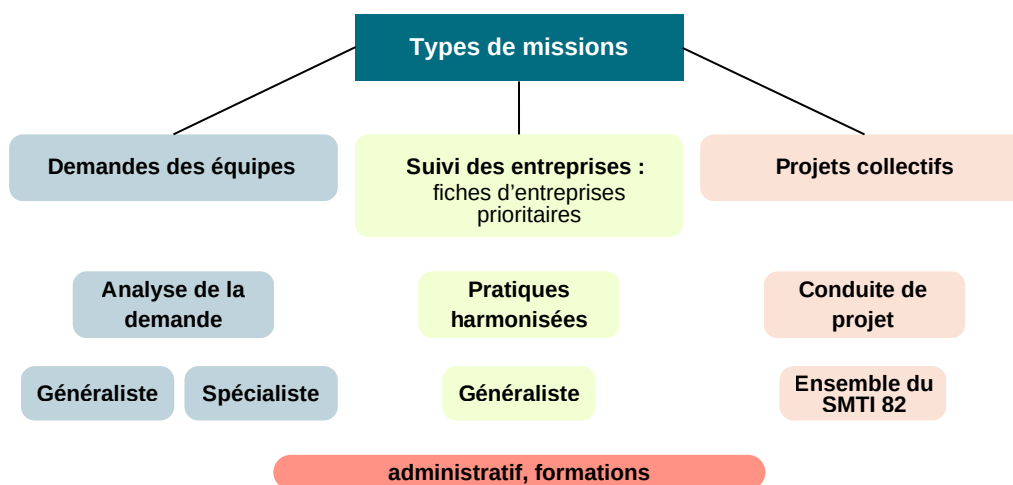 Types de missions
Demandes des équipes
Suivi des entreprises :
fiches d’entreprises
prioritaires
Projets collectifs
Analyse de la
demande
Pratiques
harmonisées
Conduite de
projet
Généraliste
Spécialiste
Généraliste
Ensemble du
SMTI 82
administratif, formations